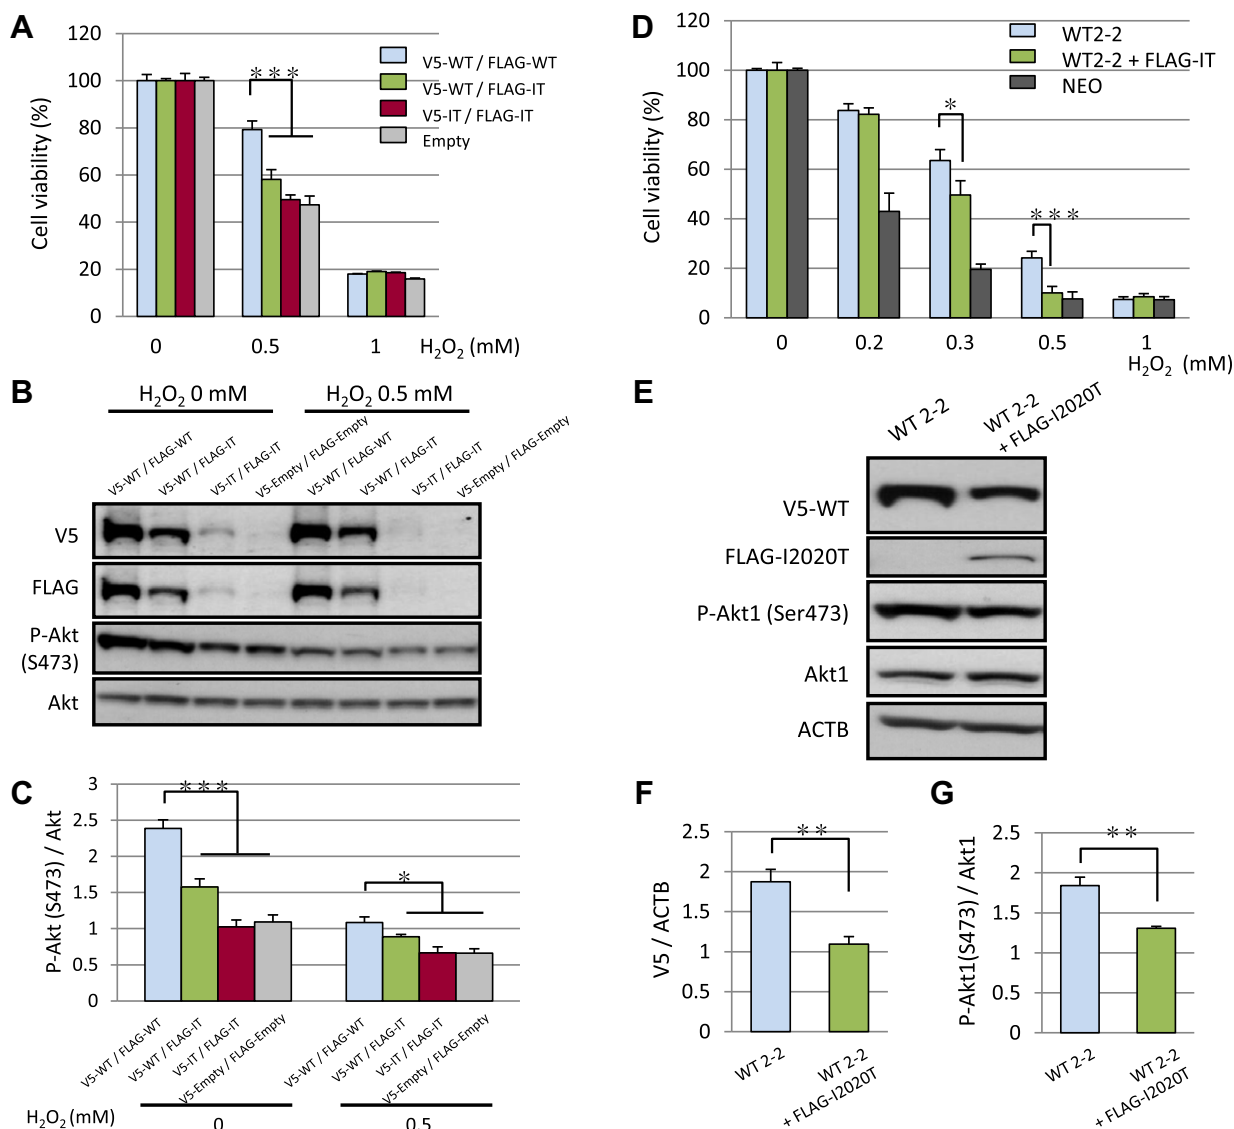 A
120
100
80
60
40
20
0
Cell viability (%)
***
V5-WT / FLAG-WT
V5-WT / FLAG-IT
V5-IT / FLAG-IT
Empty
0 0.5 1 H₂O₂ (mM)
D
120
100
80
60
40
20
0
Cell viability (%)
*
***
WT2-2
WT2-2 + FLAG-IT
NEO
0 0.2 0.3 0.5 1
H₂O₂ (mM)
B
H₂O₂ 0 mM H₂O₂ 0.5 mM
V5-WT / FLAG-WT
V5-WT / FLAG-IT
V5-IT / FLAG-IT
V5-Empty / FLAG-Empty
V5-WT / FLAG-WT
V5-WT / FLAG-IT
V5-IT / FLAG-IT
V5-Empty / FLAG-Empty
V5
FLAG
P-Akt
(S473)
Akt
E
WT 2-2
WT 2-2
+ FLAG-I2020T
V5-WT
FLAG-I2020T
P-Akt1 (Ser473)
Akt1
ACTB
C
3
2.5
2
1.5
1
0.5
0
P-Akt (S473) / Akt
***
*
V5-WT / FLAG-WT
V5-WT / FLAG-IT
V5-IT / FLAG-IT
V5-Empty / FLAG-Empty
V5-WT / FLAG-WT
V5-WT / FLAG-IT
V5-IT / FLAG-IT
V5-Empty / FLAG-Empty
H₂O₂ (mM) 0 0.5
F
2.5
2
1.5
1
0.5
0
V5 / ACTB
**
WT 2-2
WT 2-2
+ FLAG-I2020T
G
2.5
2
1.5
1
0.5
0
P-Akt1(S473) / Akt1
**
WT 2-2
WT 2-2
+ FLAG-I2020T